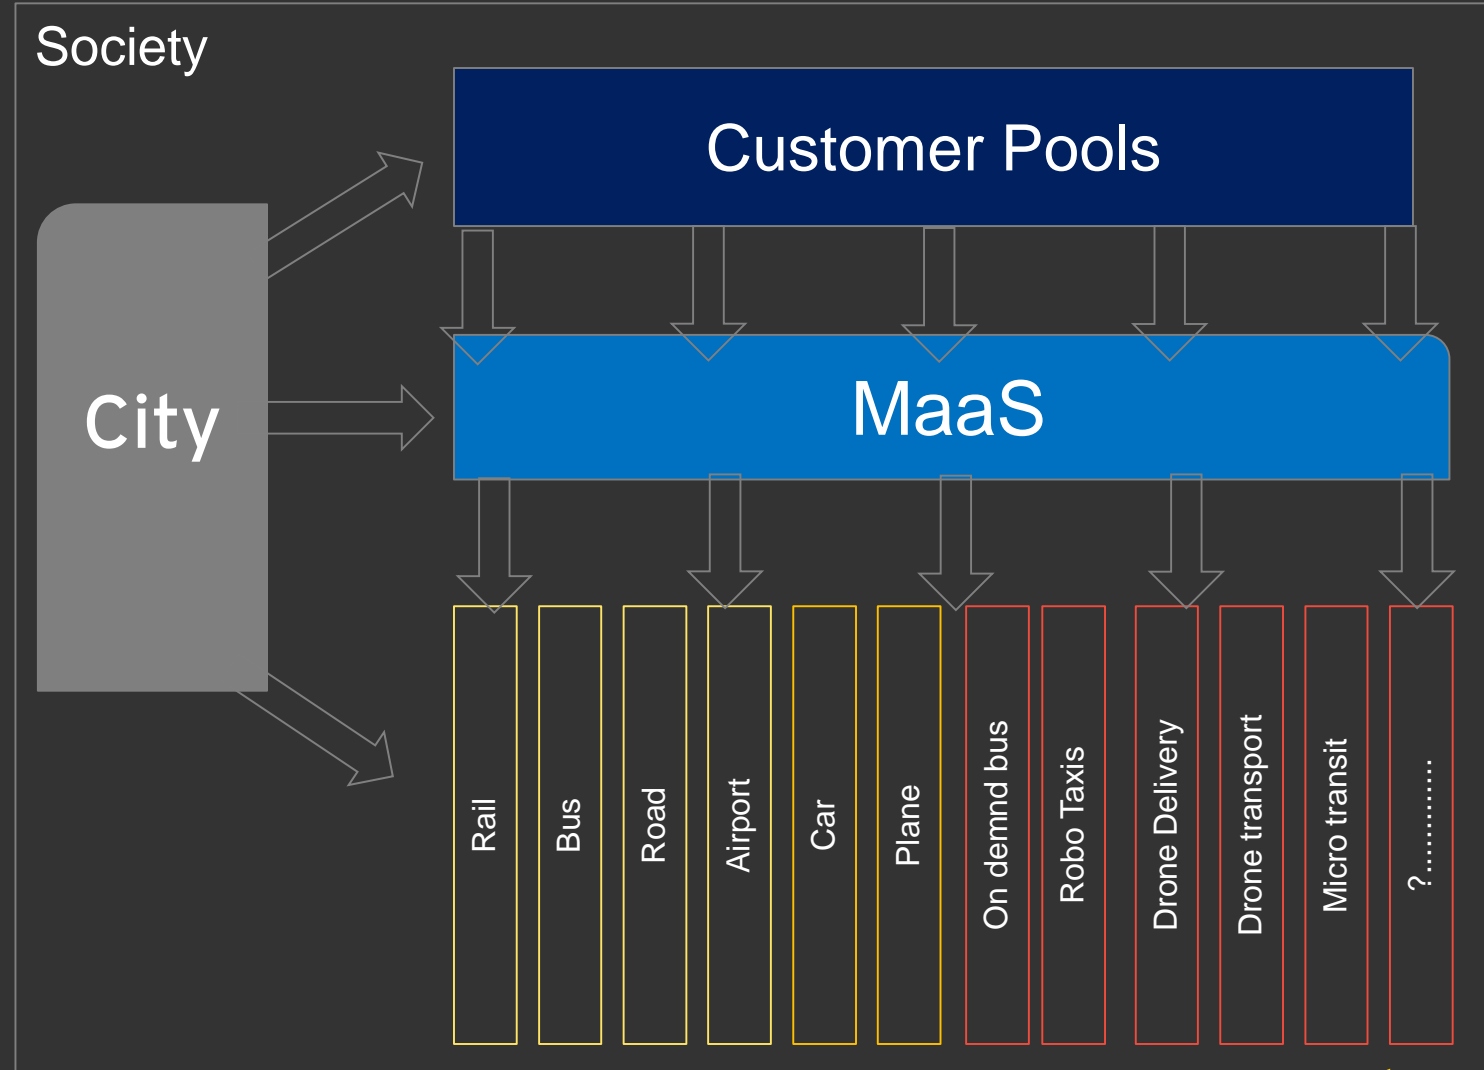 Society
Customer Pools
City
MaaS
Rail
Bus
Road
Airport
Car
Plane
On demnd bus
Robo Taxis
Drone Delivery
Drone transport
Micro transit
?............